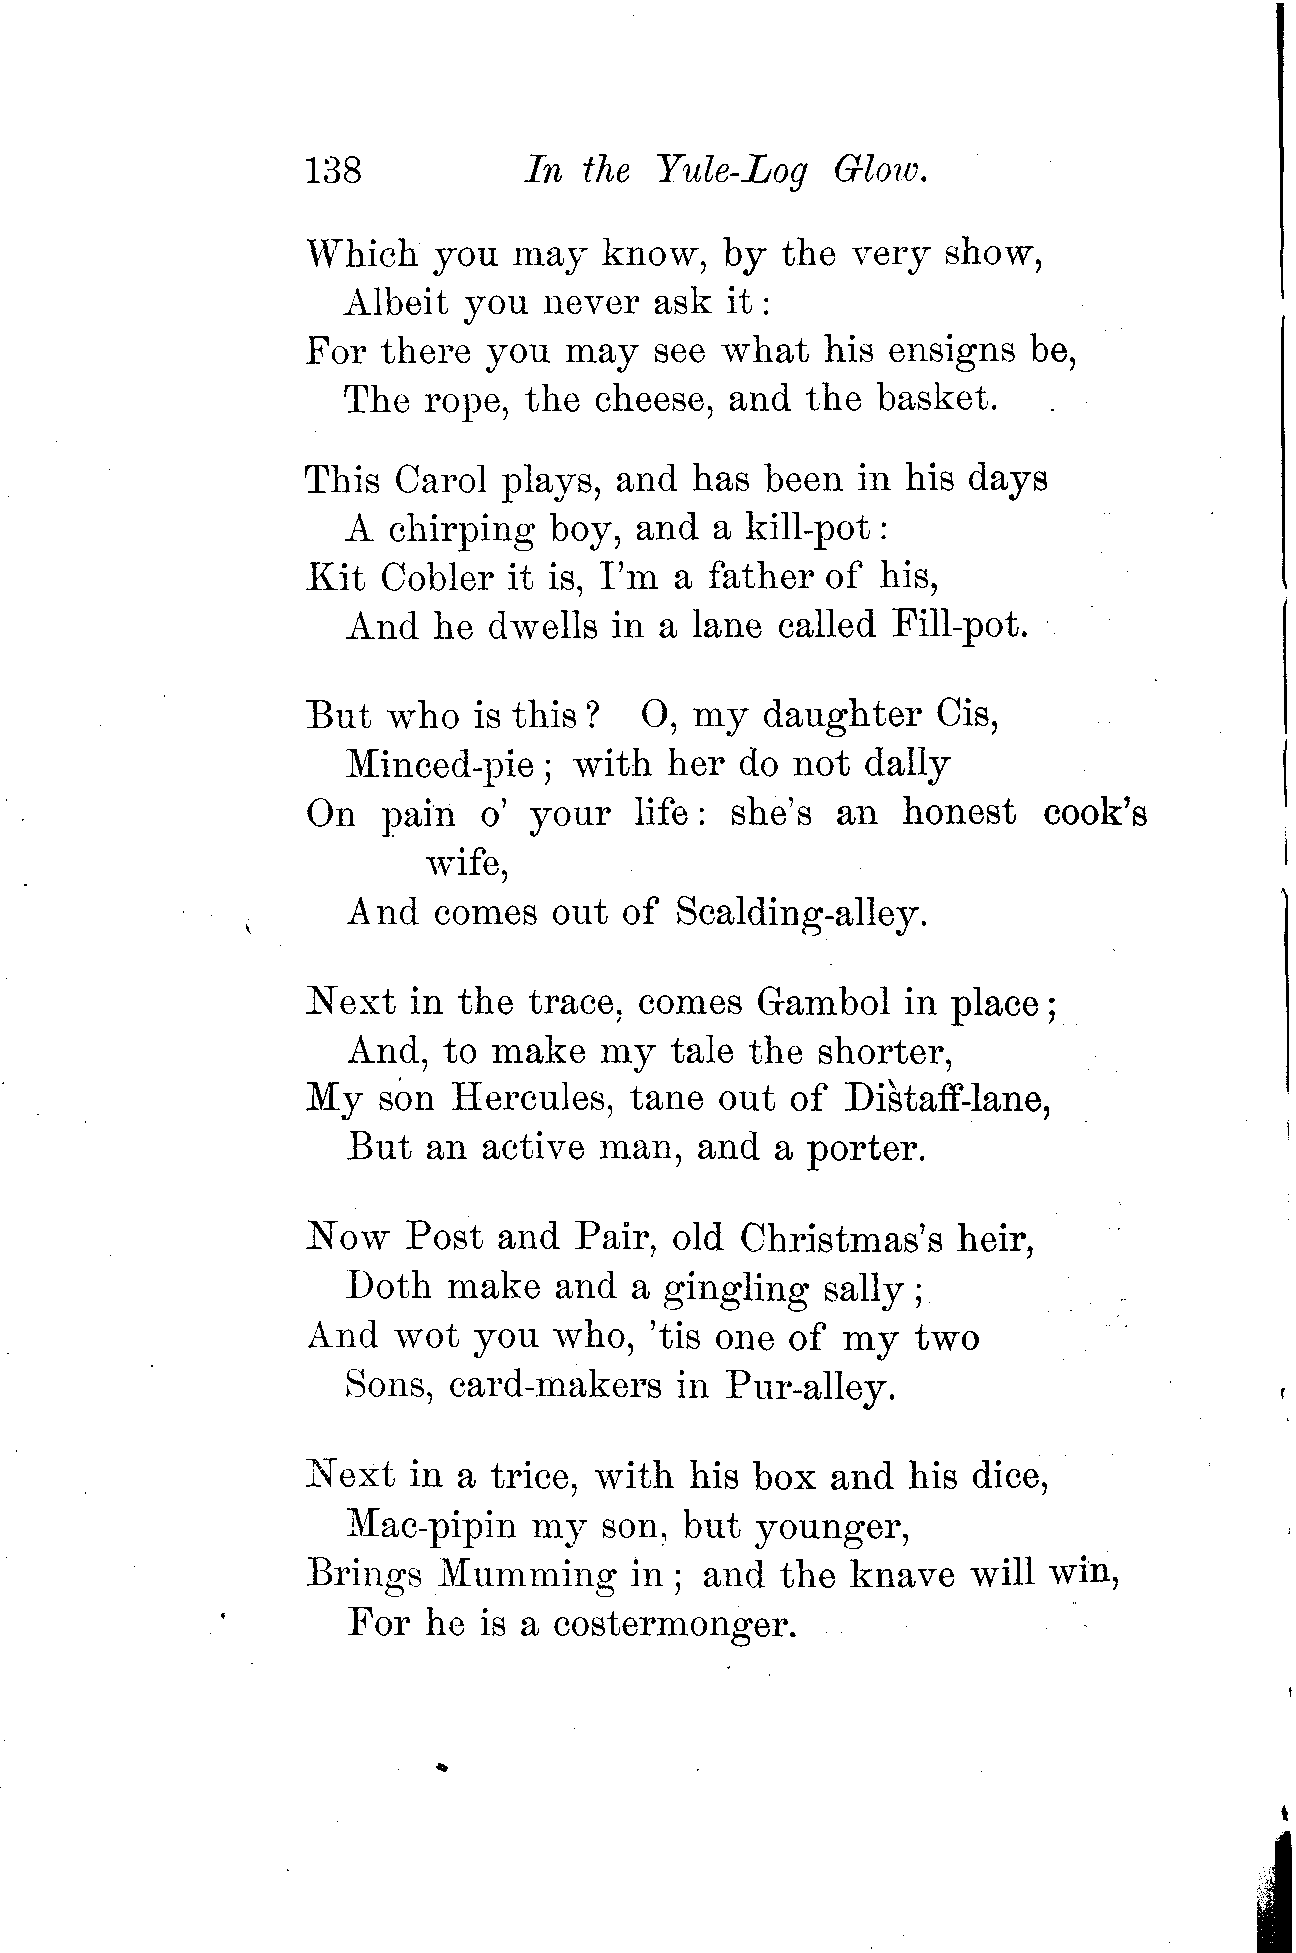 138 In the Yule-Log Glow.
Which you may know, by the very show,
Albeit you never ask it:
For there you may see what his ensigns be,
The rope, the cheese, and the basket.
This Carol plays, and has been in his days
A chirping boy, and a kill-pot:
Kit Cobler it is, I'm a father of his,
And he dwells in a lane called Fill-pot.
But who is this? O, my daughter Cis,
Minced-pie; with her do not dally
On pain o' your life: she's an honest cook's
wife,
And comes out of Scalding-alley.
Next in the trace, comes Gambol in place;
And, to make my tale the shorter,
My son Hercules, tane out of Distaff-lane,
But an active man, and a porter.
Now Post and Pair, old Christmas's heir,
Doth make and a gingling sally;
And wot you who, 'tis one of my two
Sons, card-makers in Pur-alley.
Next in a trice, with his box and his dice,
Mac-pipin my son, but younger,
Brings Mumming in; and the knave will win,
For he is a costermonger.